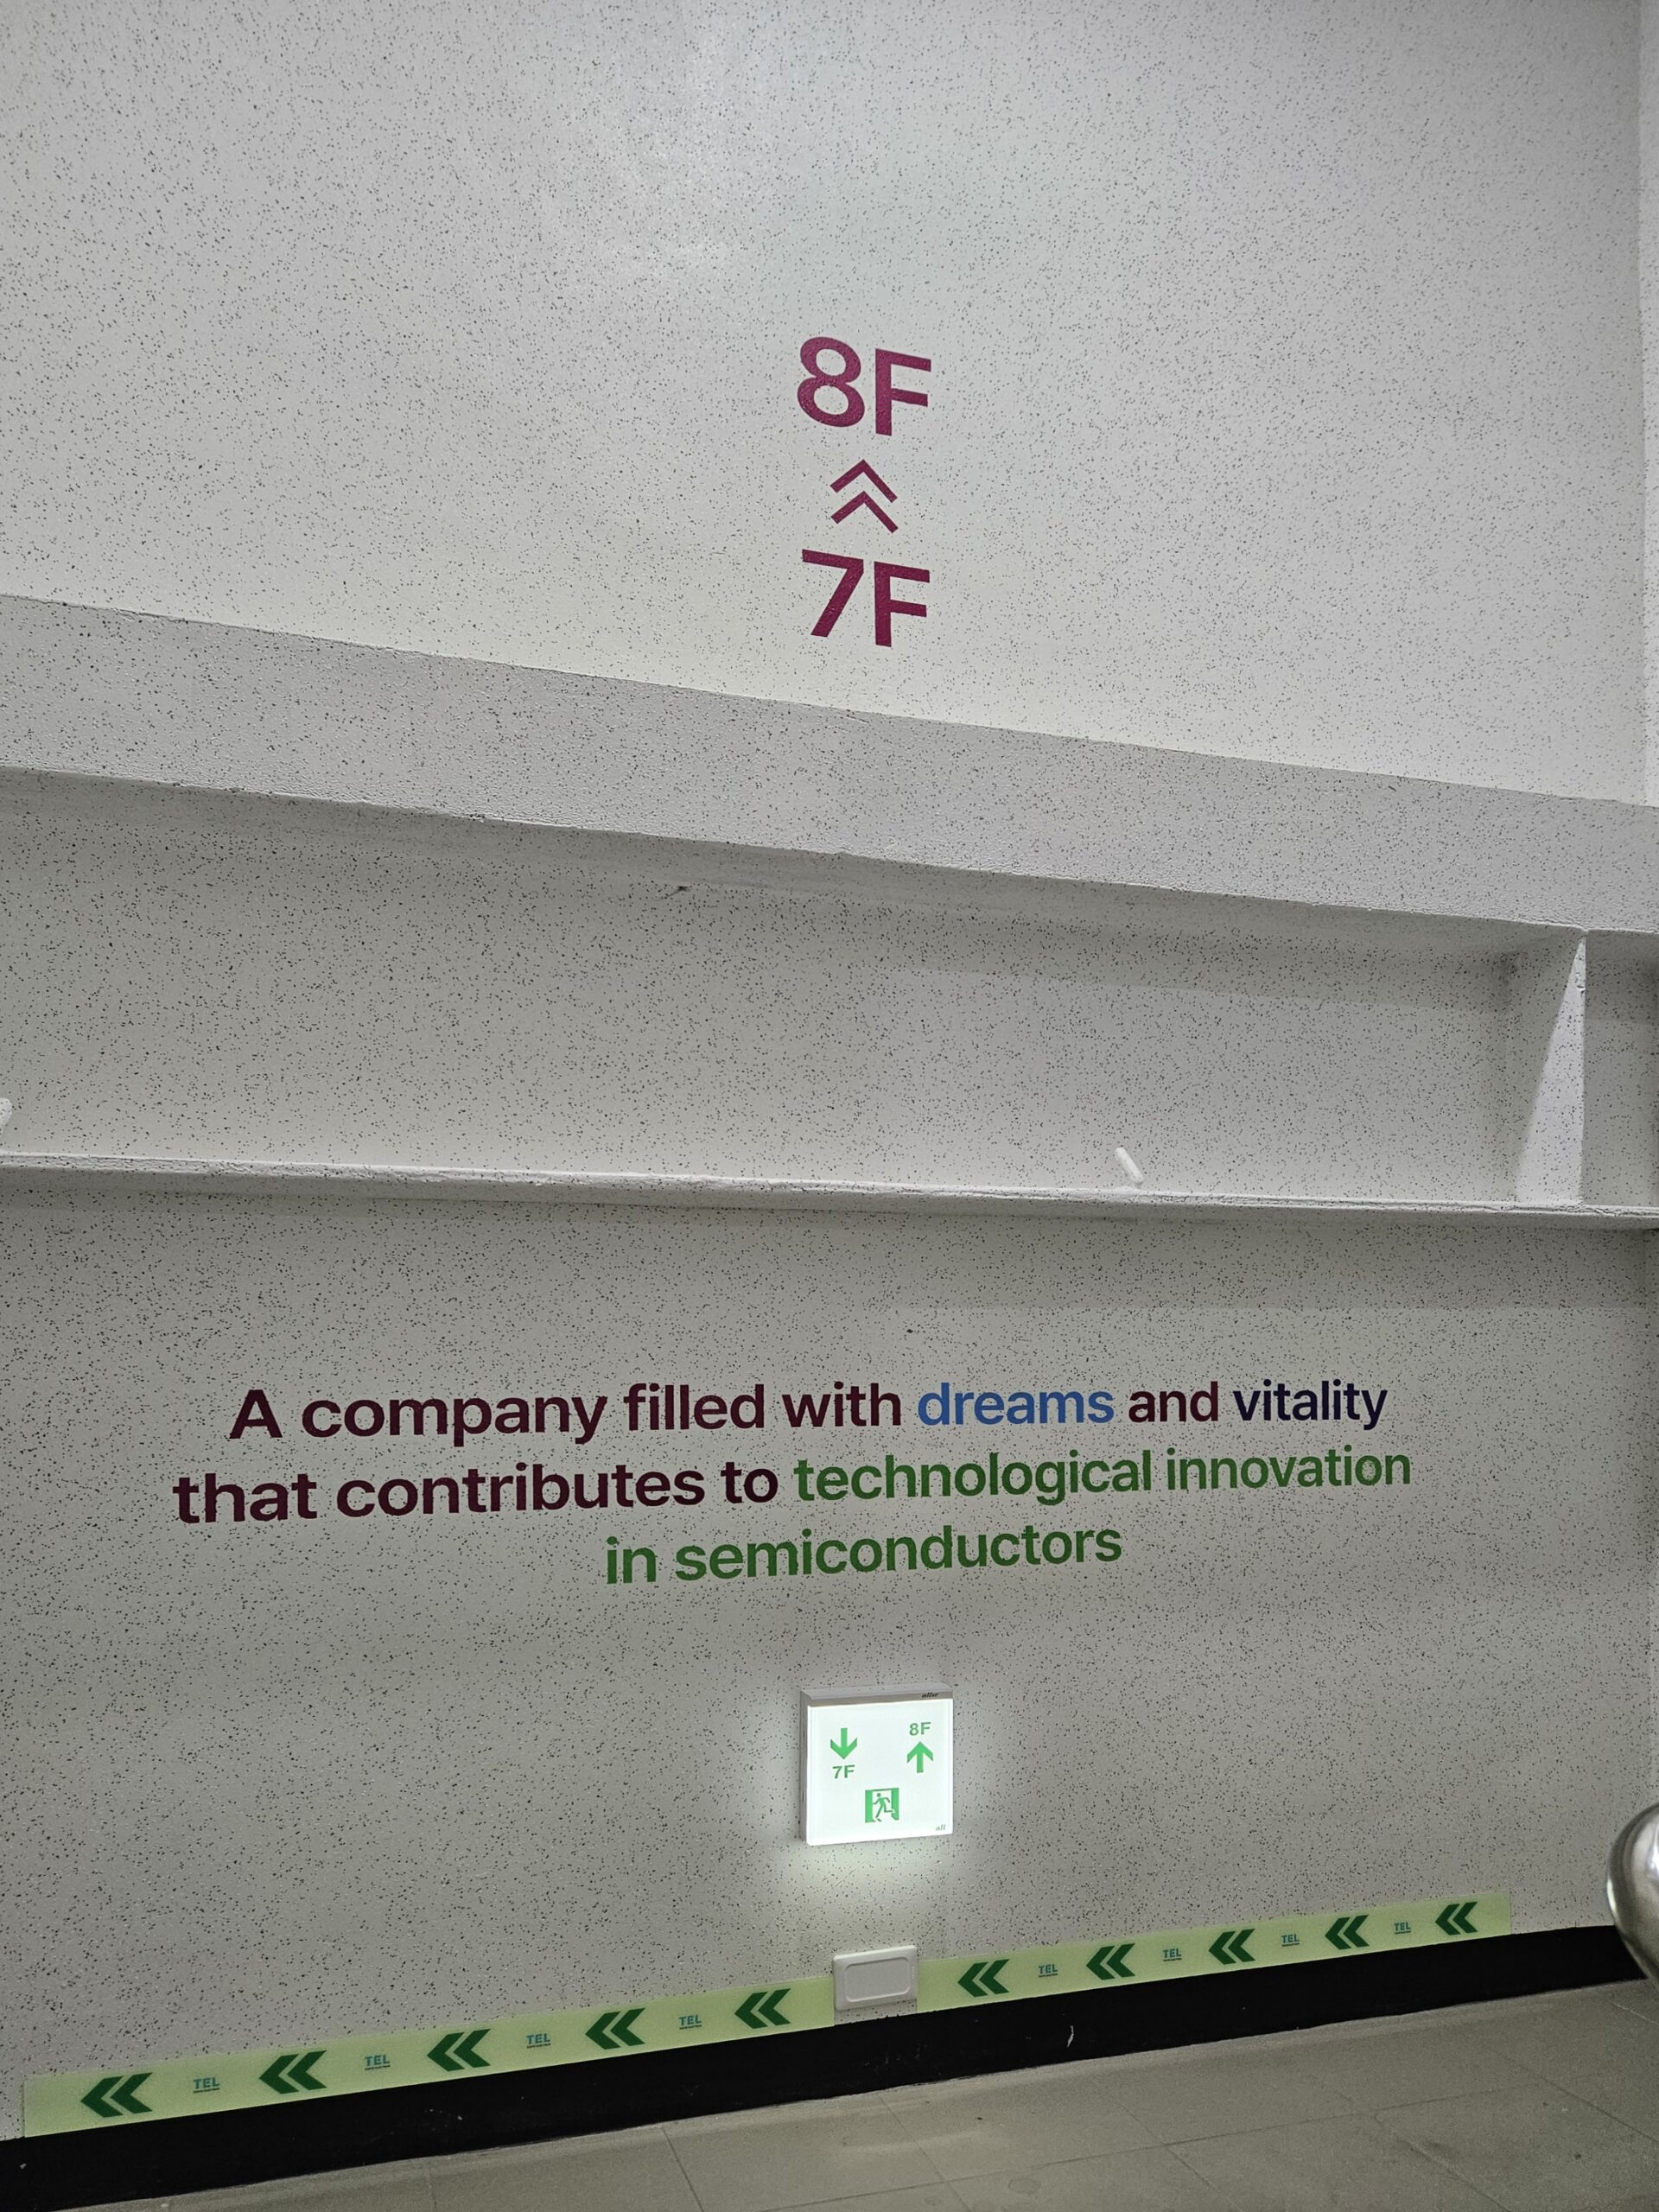 8F
7F
A company filled with dreams and vitality
that contributes to technological innovation
in semiconductors
8F
7F
TEL
TEL
TEL
TEL
TEL
TEL
TEL
TEL